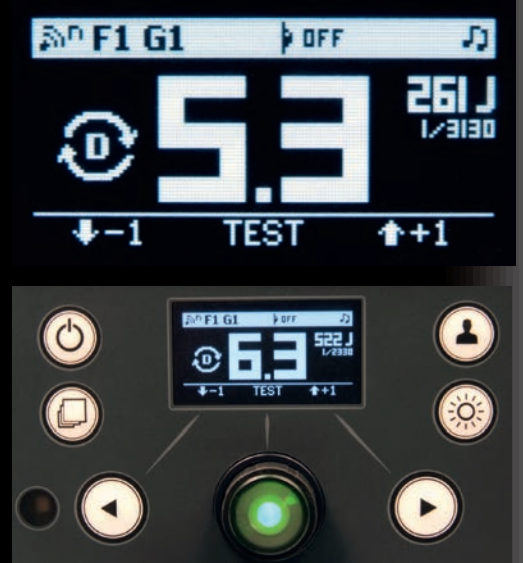 n F1 G1 OFF
D 5.3 261 J
1/3130
-1 TEST +1
n F1 G1 OFF
D 6.3 522 J
1/2330
-1 TEST +1